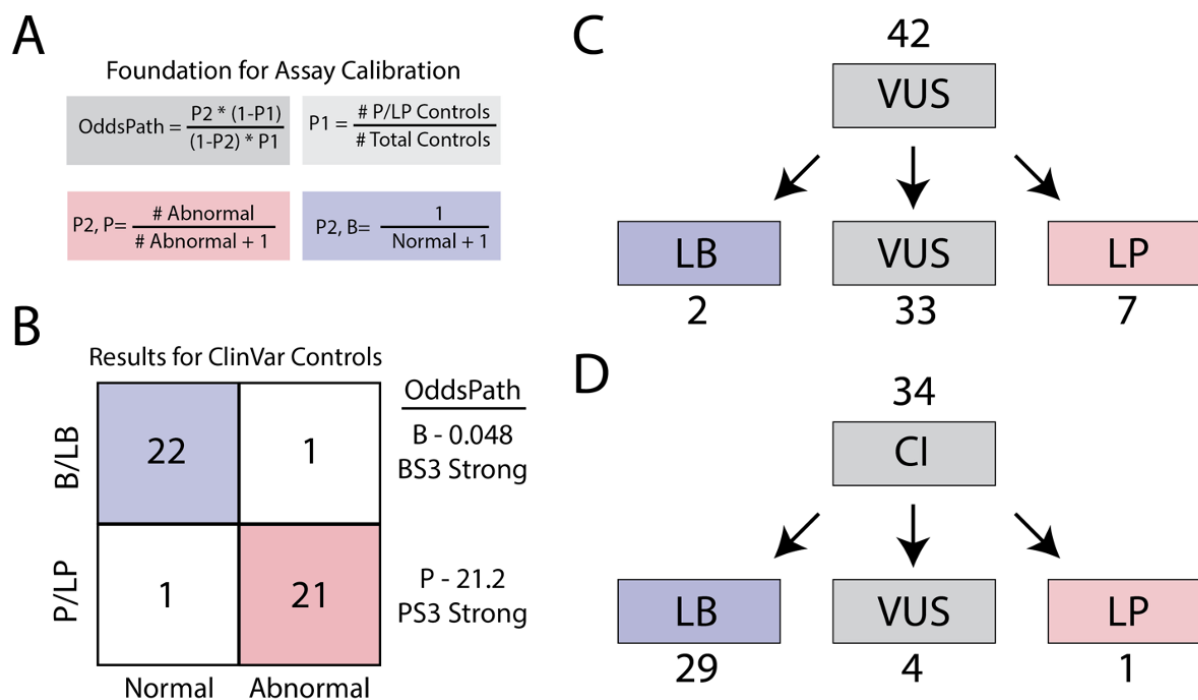 A
Foundation for Assay Calibration
OddsPath = P2 * (1-P1)
(1-P2) * P1
P1 = # P/LP Controls
# Total Controls
P2, P= # Abnormal
# Abnormal + 1
P2, B= 1
Normal + 1
B
Results for ClinVar Controls
B/LB
22
1
OddsPath
B - 0.048
BS3 Strong
P/LP
1
21
P - 21.2
PS3 Strong
Normal
Abnormal
C
42
VUS
LB
VUS
LP
2
33
7
D
34
CI
LB
VUS
LP
29
4
1